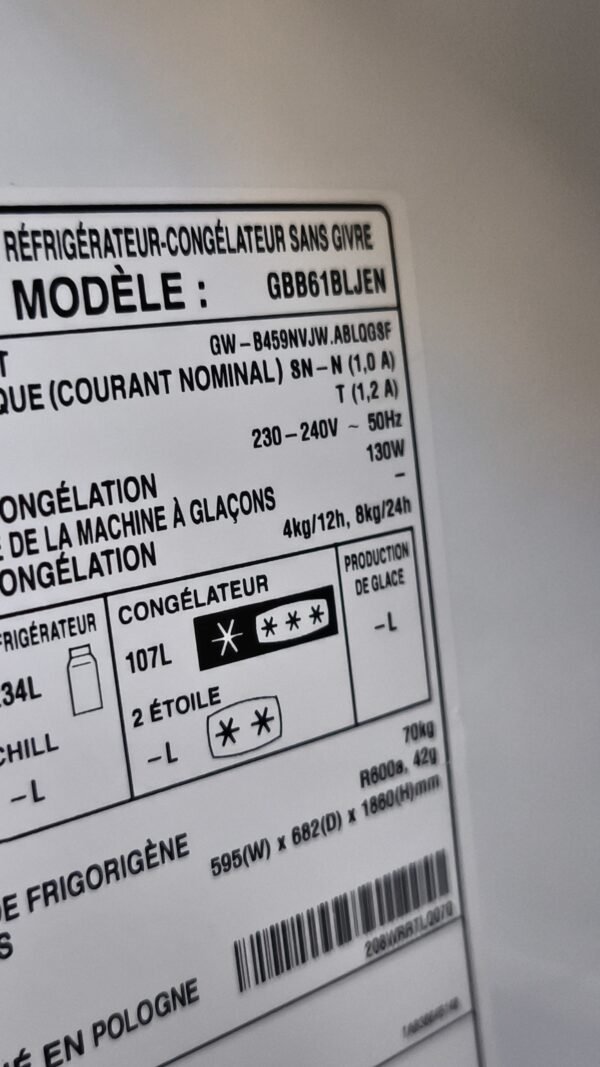 RÉFRIGÉRATEUR-CONGÉLATEUR SANS GIVRE
MODÈLE : GBB61BLJEN
T GW-B459NVJW.ABLQGSF
QUE (COURANT NOMINAL) SN-N (1,0 A)
T (1,2 A)
230-240V ~ 50Hz
130W
ONGÉLATION –
E DE LA MACHINE À GLAÇONS
ONGÉLATION 4kg/12h, 8kg/24h
FRIGÉRATEUR
34L
CHILL
-L
CONGÉLATEUR
107L
2 ÉTOILE
-L
PRODUCTION
DE GLACE
-L
70kg
DE FRIGORIGÈNE R600a, 42g
S 595(W) x 682(D) x 1860(H)mm
É EN POLOGNE